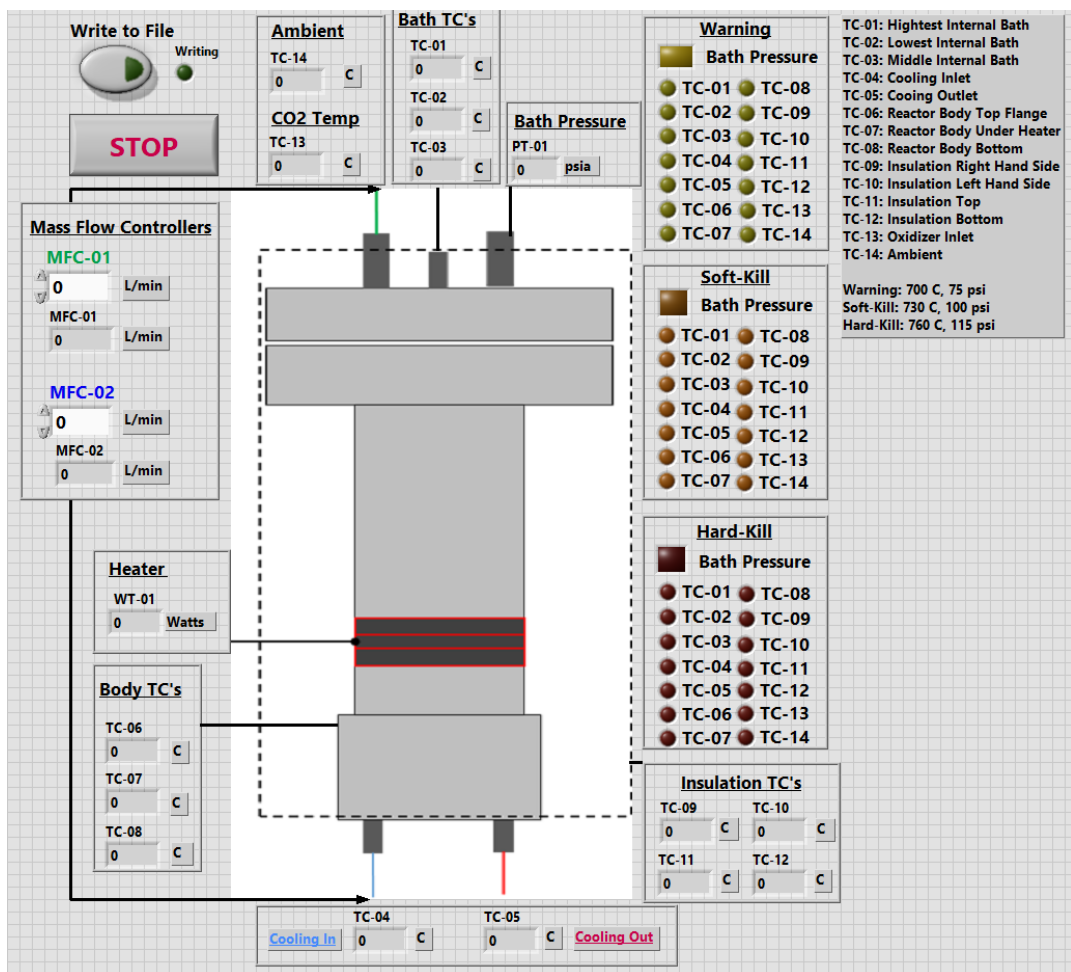 Write to File
Writing
STOP
Ambient
TC-14
0 C
CO2 Temp
TC-13
0 C
Bath TC's
TC-01
0 C
TC-02
0 C
TC-03
0 C
Bath Pressure
PT-01
0 psia
Mass Flow Controllers
MFC-01
0 L/min
MFC-01
0 L/min
MFC-02
0 L/min
MFC-02
0 L/min
Heater
WT-01
0 Watts
Body TC's
TC-06
0 C
TC-07
0 C
TC-08
0 C
Warning
Bath Pressure
TC-01 TC-08
TC-02 TC-09
TC-03 TC-10
TC-04 TC-11
TC-05 TC-12
TC-06 TC-13
TC-07 TC-14
Soft-Kill
Bath Pressure
TC-01 TC-08
TC-02 TC-09
TC-03 TC-10
TC-04 TC-11
TC-05 TC-12
TC-06 TC-13
TC-07 TC-14
Hard-Kill
Bath Pressure
TC-01 TC-08
TC-02 TC-09
TC-03 TC-10
TC-04 TC-11
TC-05 TC-12
TC-06 TC-13
TC-07 TC-14
Insulation TC's
TC-09 TC-10
0 C 0 C
TC-11 TC-12
0 C 0 C
TC-04 TC-05
Cooling In 0 C 0 C Cooling Out
TC-01: Hightest Internal Bath
TC-02: Lowest Internal Bath
TC-03: Middle Internal Bath
TC-04: Cooling Inlet
TC-05: Cooing Outlet
TC-06: Reactor Body Top Flange
TC-07: Reactor Body Under Heater
TC-08: Reactor Body Bottom
TC-09: Insulation Right Hand Side
TC-10: Insulation Left Hand Side
TC-11: Insulation Top
TC-12: Insulation Bottom
TC-13: Oxidizer Inlet
TC-14: Ambient
Warning: 700 C, 75 psi
Soft-Kill: 730 C, 100 psi
Hard-Kill: 760 C, 115 psi